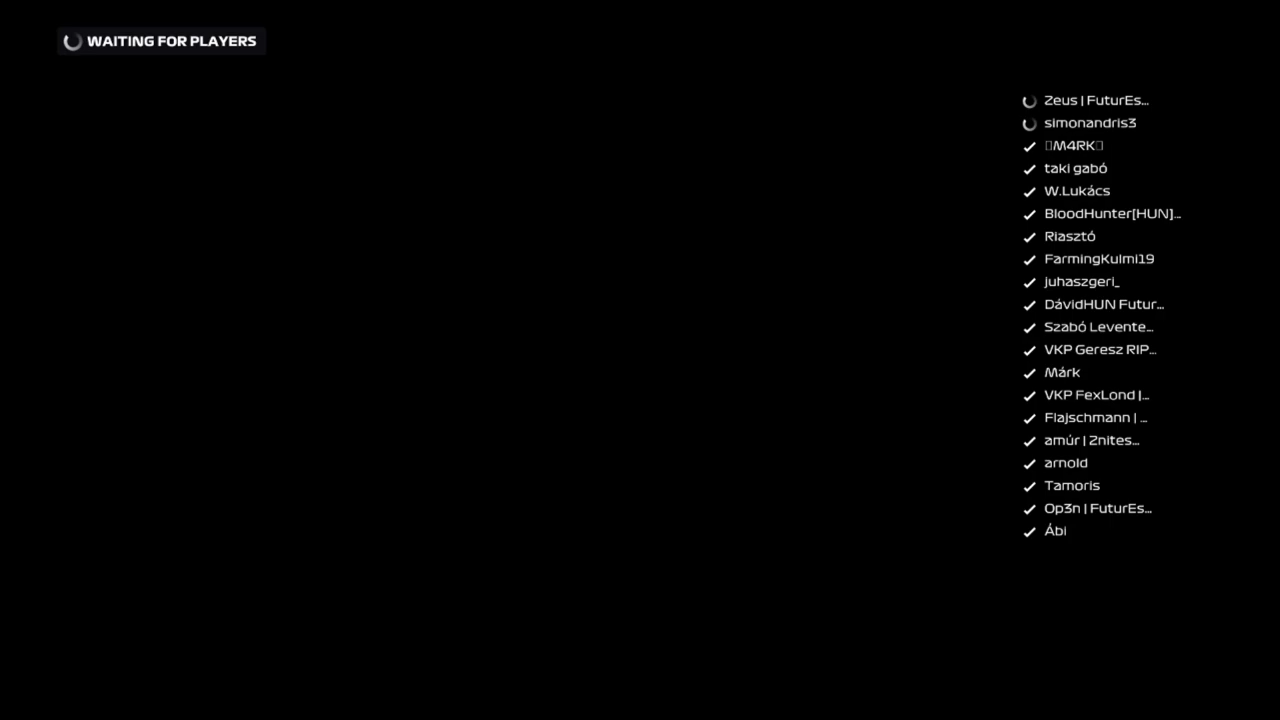 WAITING FOR PLAYERS
Zeus | FuturEs...
simonandris3
▯M4RK▯
taki gabó
W.Lukács
BloodHunter[HUN]...
Riasztó
FarmingKulmi19
juhaszgeri_
DávidHUN Futur...
Szabó Levente...
VKP Geresz RIP...
Márk
VKP FexLond |...
Flajschmann | ...
amúr | 2nites...
arnold
Tamoris
Op3n | FuturEs...
Ábi